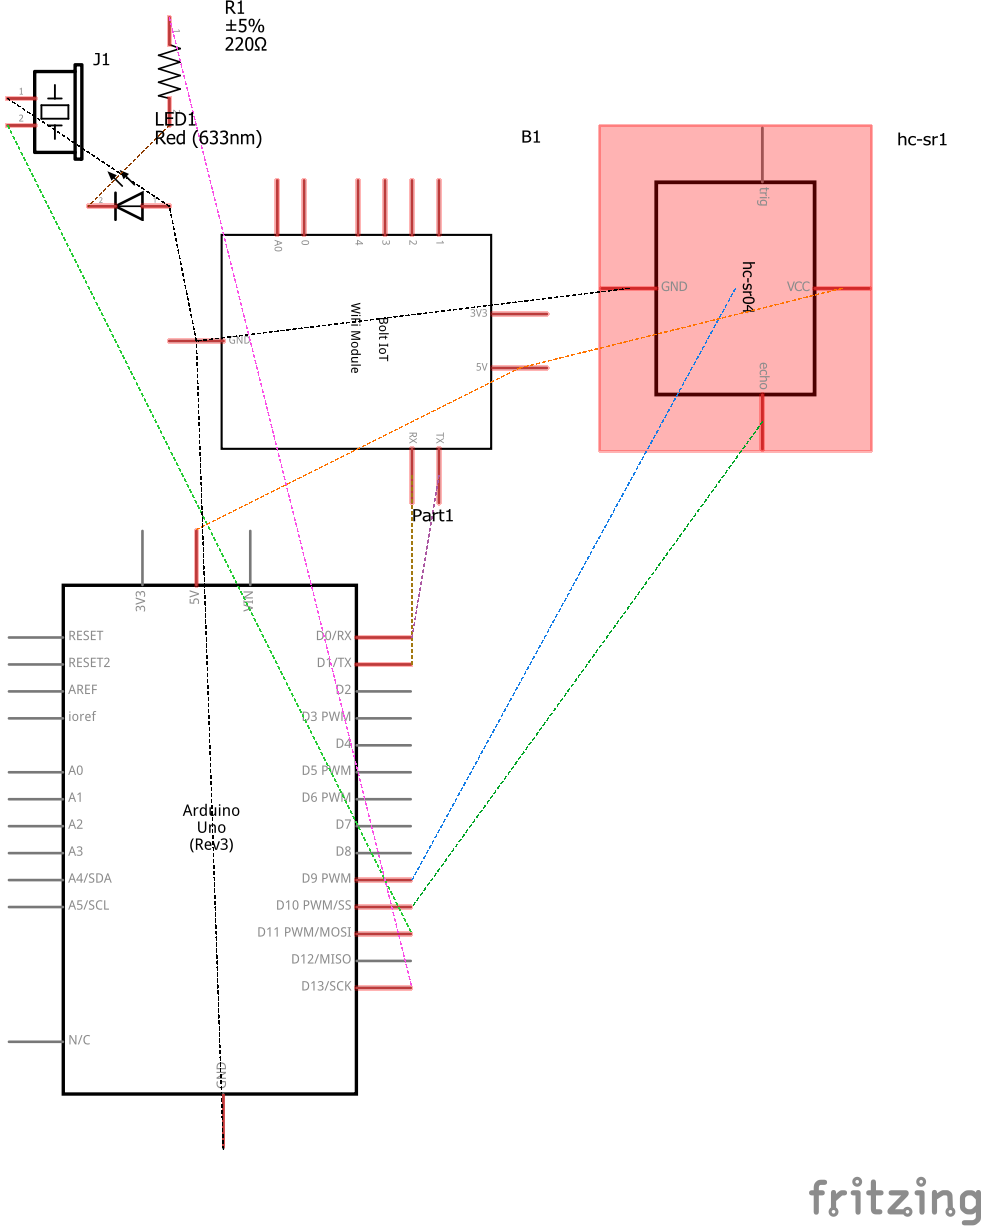 R1
±5%
220Ω
J1
1
2
1
2
LED1
Red (633nm)
B1
hc-sr1
trig
GND
hc-sr04
VCC
echo
A0
0
4
3
2
1
3V3
Bolt IoT
Wifi Module
GND
5V
RX
TX
Part1
3V3
5V
VIN
RESET
D0/RX
RESET2
D1/TX
AREF
D2
ioref
D3 PWM
D4
A0
D5 PWM
A1
D6 PWM
Arduino
Uno
(Rev3)
A2
D7
A3
D8
A4/SDA
D9 PWM
A5/SCL
D10 PWM/SS
D11 PWM/MOSI
D12/MISO
D13/SCK
N/C
GND
fritzing